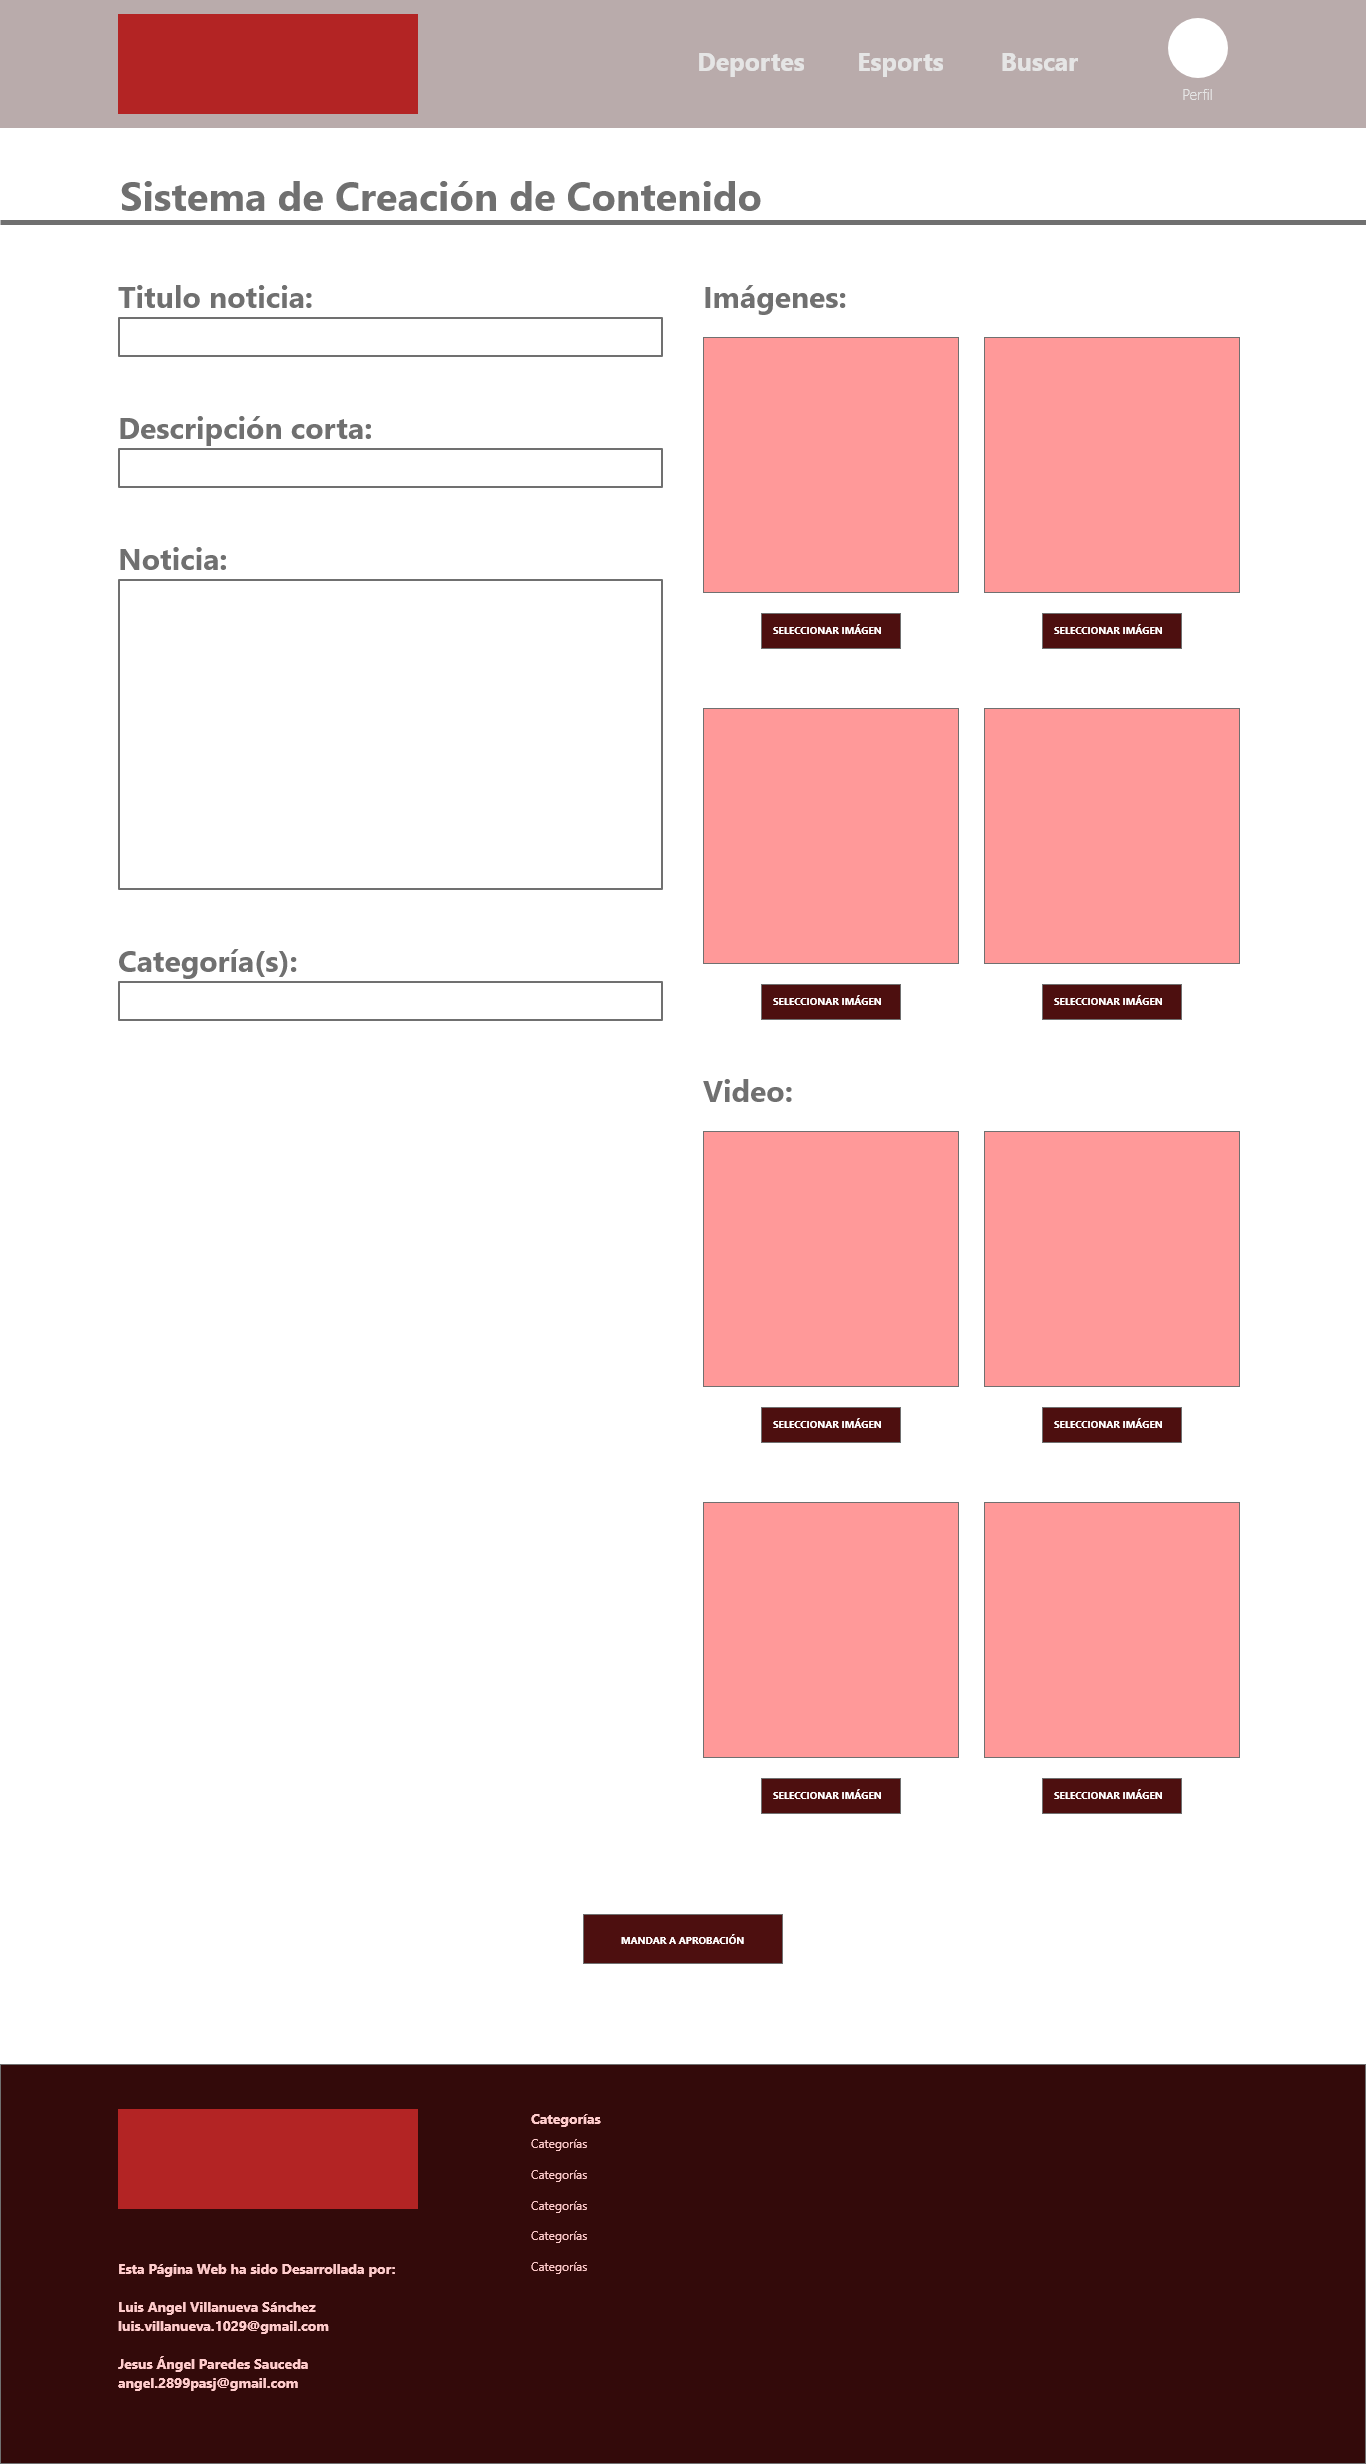 Deportes Esports Buscar
Perfil
Sistema de Creación de Contenido
Titulo noticia:
Descripción corta:
Noticia:
Categoría(s):
Imágenes:
SELECCIONAR IMÁGEN SELECCIONAR IMÁGEN
SELECCIONAR IMÁGEN SELECCIONAR IMÁGEN
Video:
SELECCIONAR IMÁGEN SELECCIONAR IMÁGEN
SELECCIONAR IMÁGEN SELECCIONAR IMÁGEN
MANDAR A APROBACIÓN
Esta Página Web ha sido Desarrollada por:
Luis Angel Villanueva Sánchez
luis.villanueva.1029@gmail.com
Jesus Ángel Paredes Sauceda
angel.2899pasj@gmail.com
Categorías
Categorías
Categorías
Categorías
Categorías
Categorías